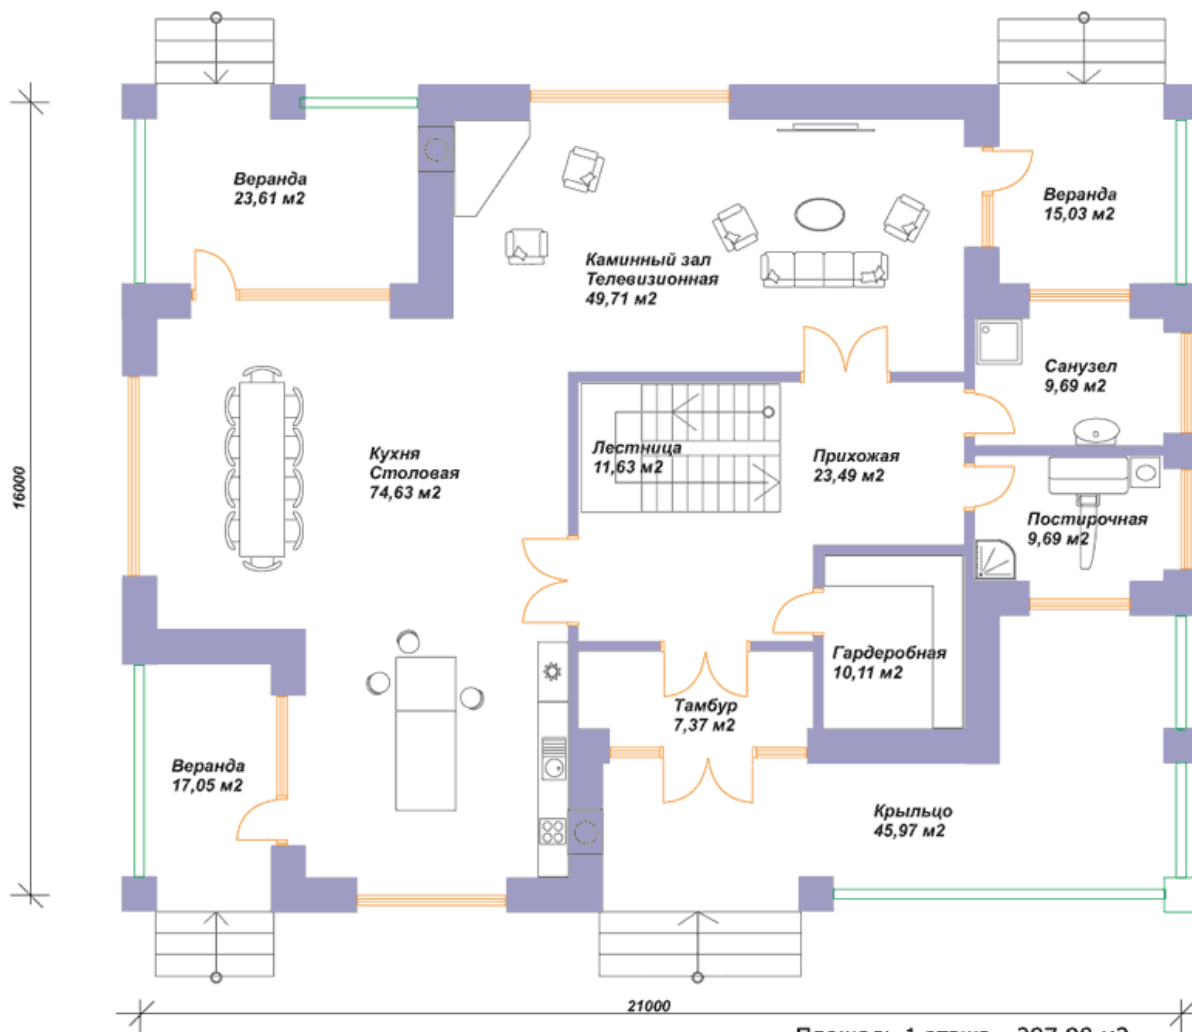 Веранда
23,61 м2
Веранда
15,03 м2
Каминный зал
Телевизионная
49,71 м2
Санузел
9,69 м2
Кухня
Столовая
74,63 м2
Лестница
11,63 м2
Прихожая
23,49 м2
16000
Постирочная
9,69 м2
Гардеробная
10,11 м2
Тамбур
7,37 м2
Веранда
17,05 м2
Крыльцо
45,97 м2
21000